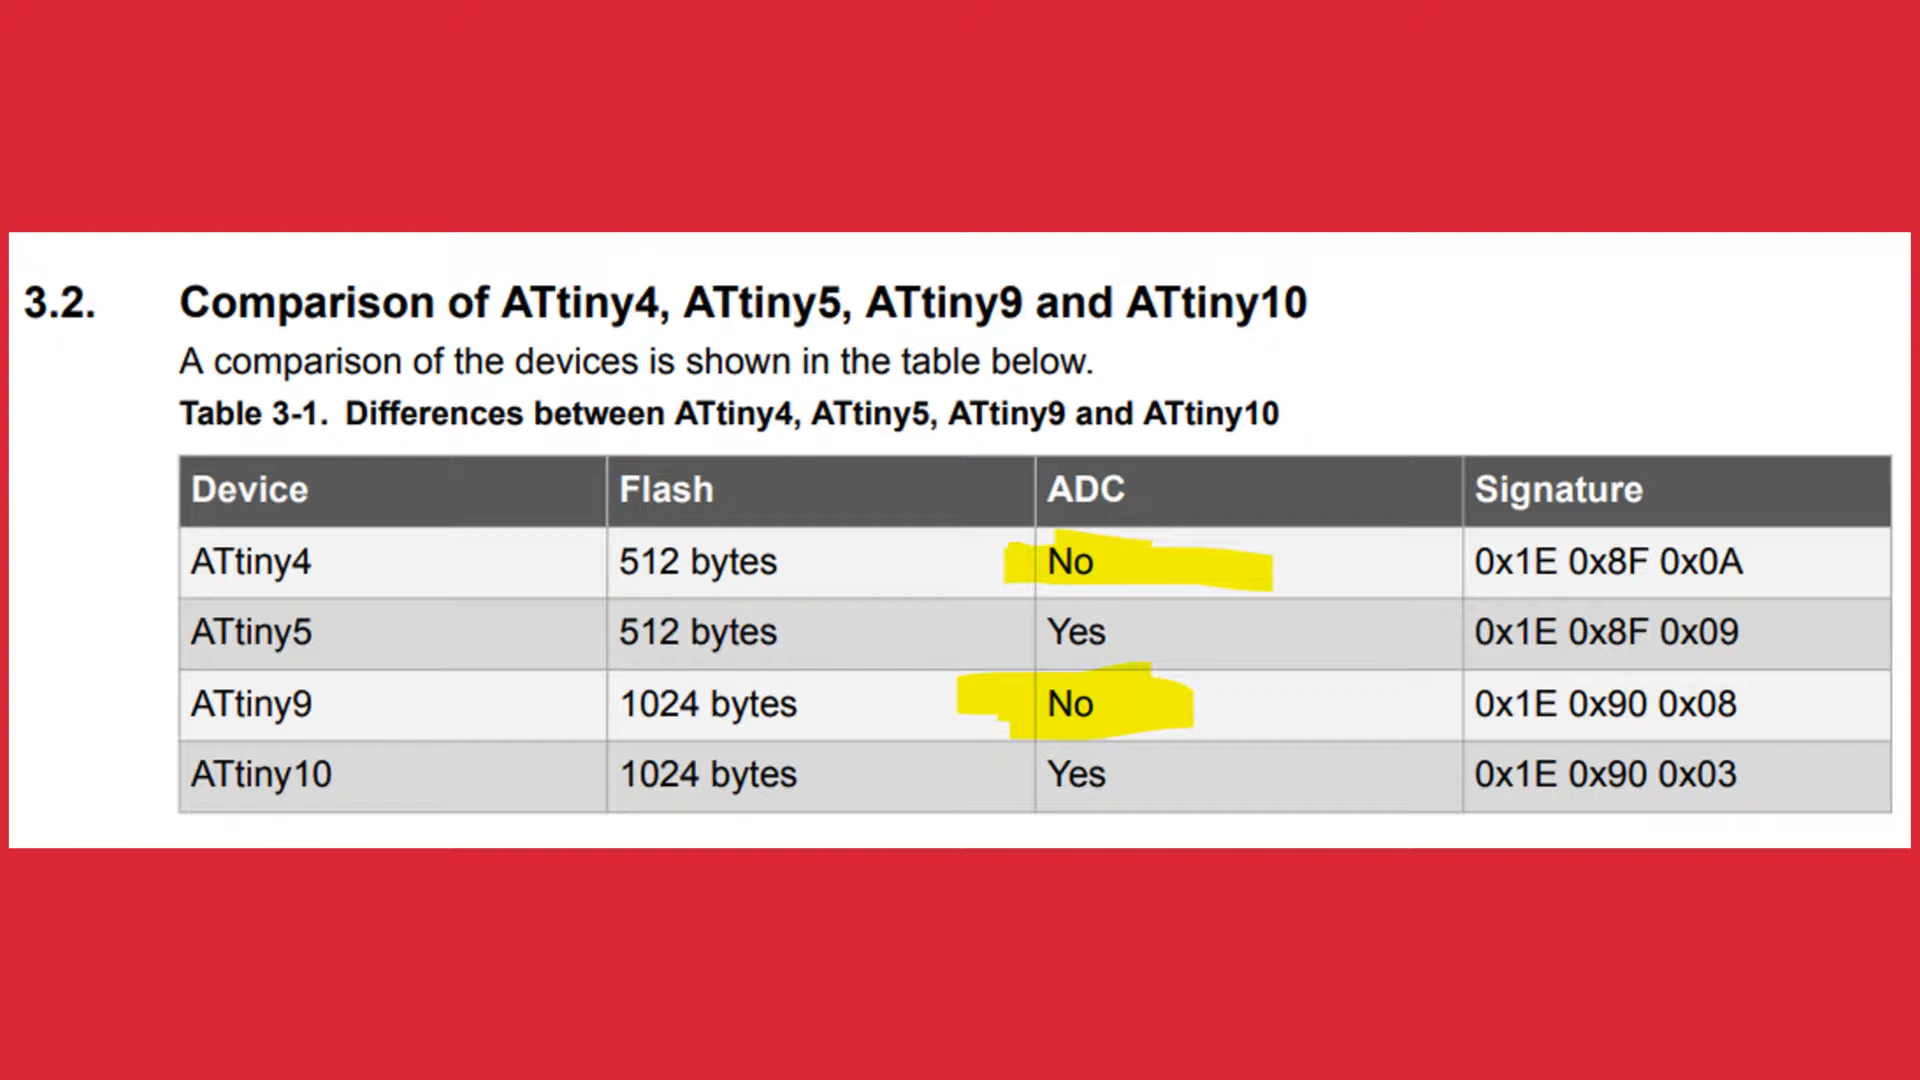 3.2. Comparison of ATtiny4, ATtiny5, ATtiny9 and ATtiny10
A comparison of the devices is shown in the table below.
Table 3-1. Differences between ATtiny4, ATtiny5, ATtiny9 and ATtiny10
Device Flash ADC Signature
ATtiny4 512 bytes No 0x1E 0x8F 0x0A
ATtiny5 512 bytes Yes 0x1E 0x8F 0x09
ATtiny9 1024 bytes No 0x1E 0x90 0x08
ATtiny10 1024 bytes Yes 0x1E 0x90 0x03